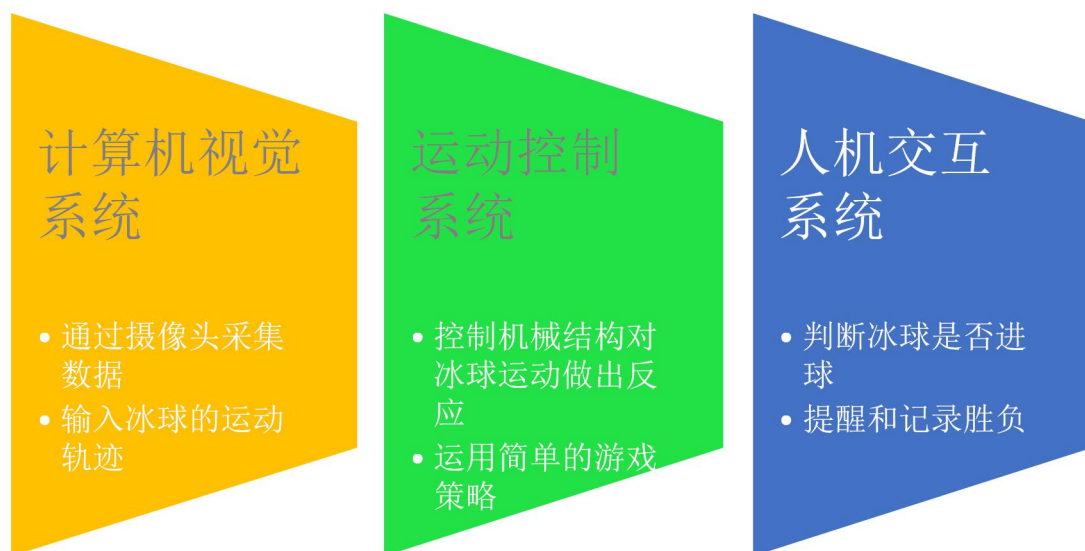 计算机视觉
系统
• 通过摄像头采集
数据
• 输入冰球的运动
轨迹
运动控制
系统
• 控制机械结构对
冰球运动做出反
应
• 运用简单的游戏
策略
人机交互
系统
• 判断冰球是否进
球
• 提醒和记录胜负